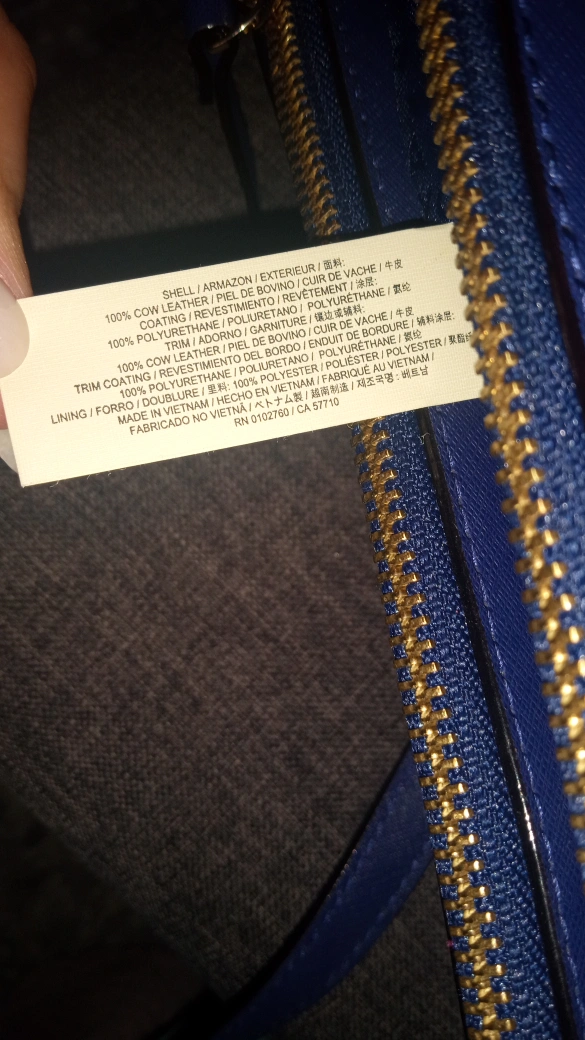 SHELL / ARMAZON / EXTERIEUR / 面料:
100% COW LEATHER / PIEL DE BOVINO / CUIR DE VACHE / 牛皮
COATING / REVESTIMIENTO / REVÊTEMENT / 涂层:
100% POLYURETHANE / POLIURETANO / POLYURÉTHANE / 氨纶
TRIM / ADORNO / GARNITURE / 镶边或辅料:
100% COW LEATHER / PIEL DE BOVINO / CUIR DE VACHE / 牛皮
TRIM COATING / REVESTIMIENTO DEL BORDO / ENDUIT DE BORDURE / 辅料涂层:
100% POLYURETHANE / POLIURETANO / POLYURÉTHANE / 氨纶
LINING / FORRO / DOUBLURE / 里料: 100% POLYESTER / POLIÉSTER / POLYESTER / 聚酯
MADE IN VIETNAM / HECHO EN VIETNAM / FABRIQUÉ AU VIETNAM /
FABRICADO NO VIETNÃ / ベトナム製 / 越南制造 / 제조국명 : 베트남
RN 0102760 / CA 57710